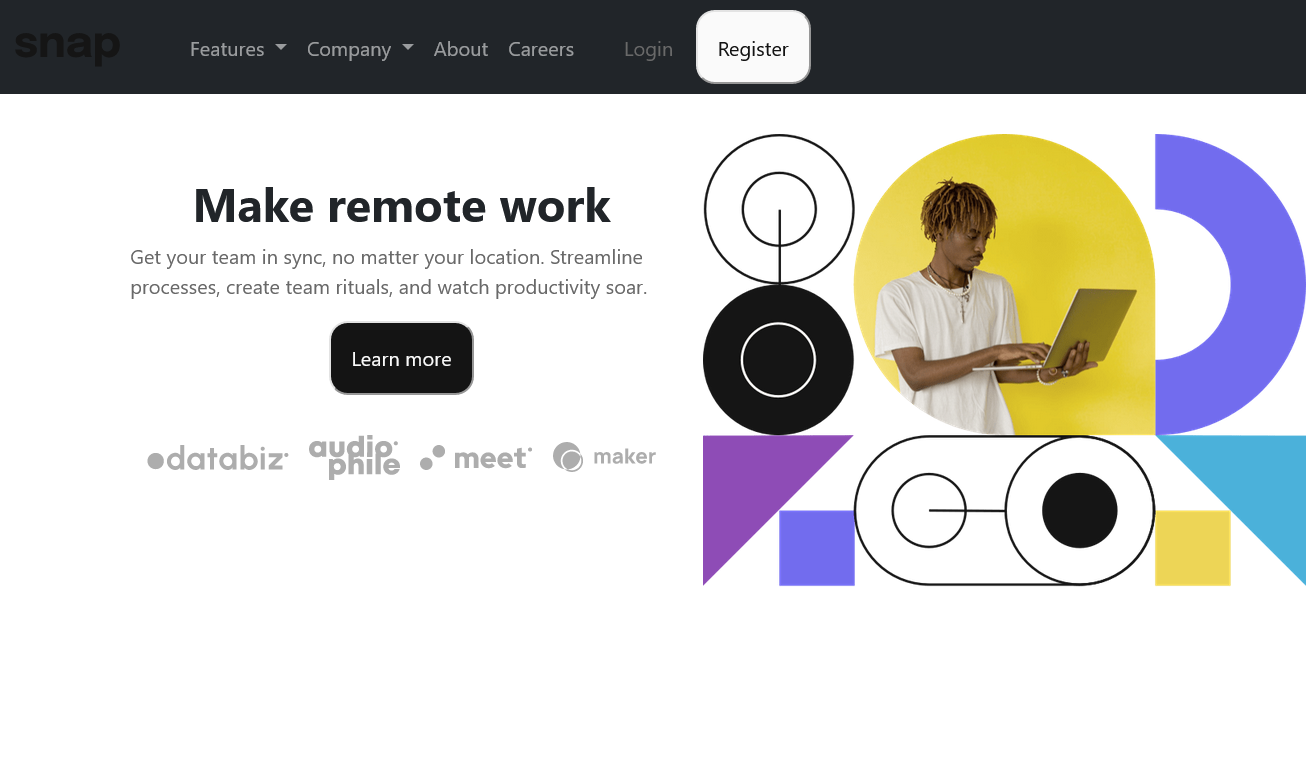 snap
Features Company About Careers Login Register
Make remote work
Get your team in sync, no matter your location. Streamline
processes, create team rituals, and watch productivity soar.
Learn more
databiz audiophile meet maker